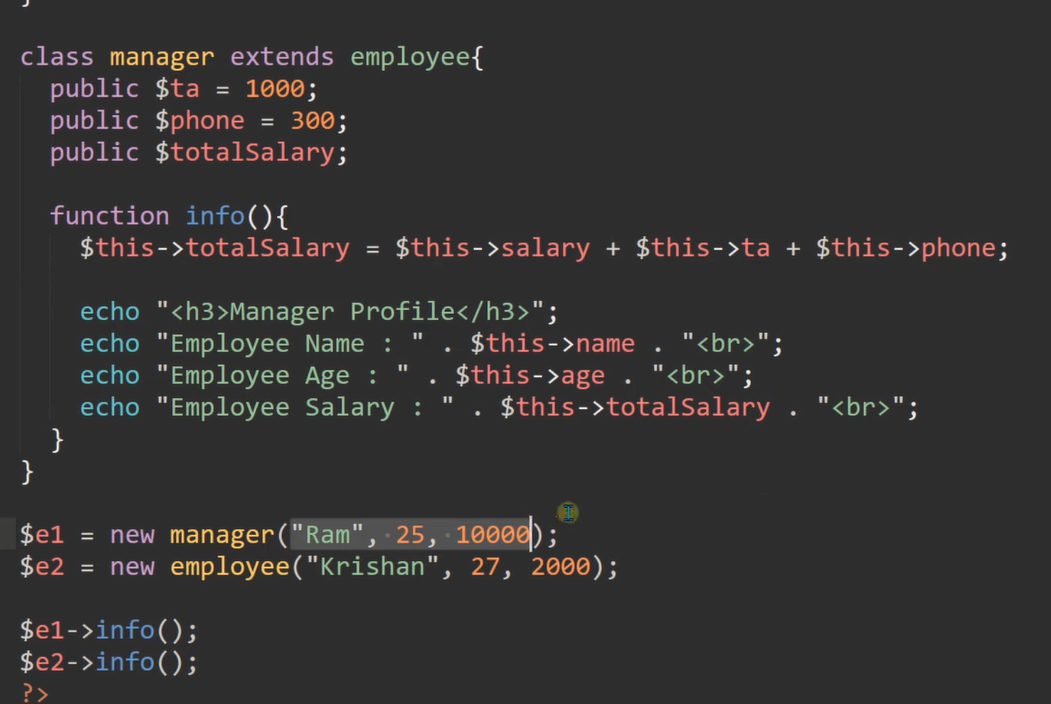 }
class manager extends employee{
  public $ta = 1000;
  public $phone = 300;
  public $totalSalary;
  function info(){
    $this->totalSalary = $this->salary + $this->ta + $this->phone;
    echo "<h3>Manager Profile</h3>";
    echo "Employee Name : " . $this->name . "<br>";
    echo "Employee Age : " . $this->age . "<br>";
    echo "Employee Salary : " . $this->totalSalary . "<br>";
  }
}
$e1 = new manager("Ram", 25, 10000);
$e2 = new employee("Krishan", 27, 2000);
$e1->info();
$e2->info();
?>